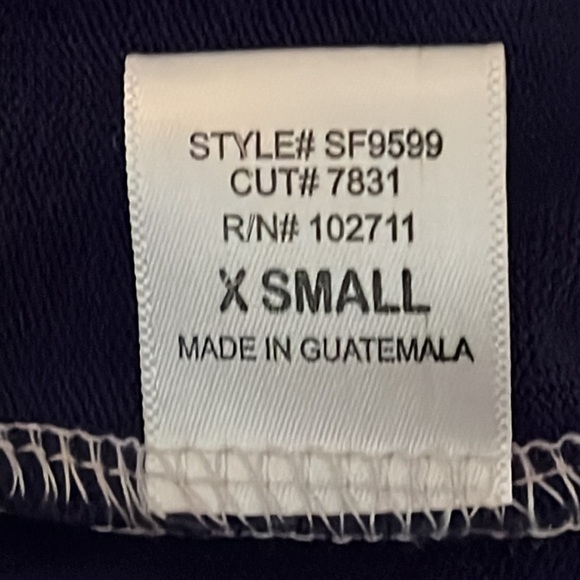 STYLE# SF9599
CUT# 7831
R/N# 102711
X SMALL
MADE IN GUATEMALA